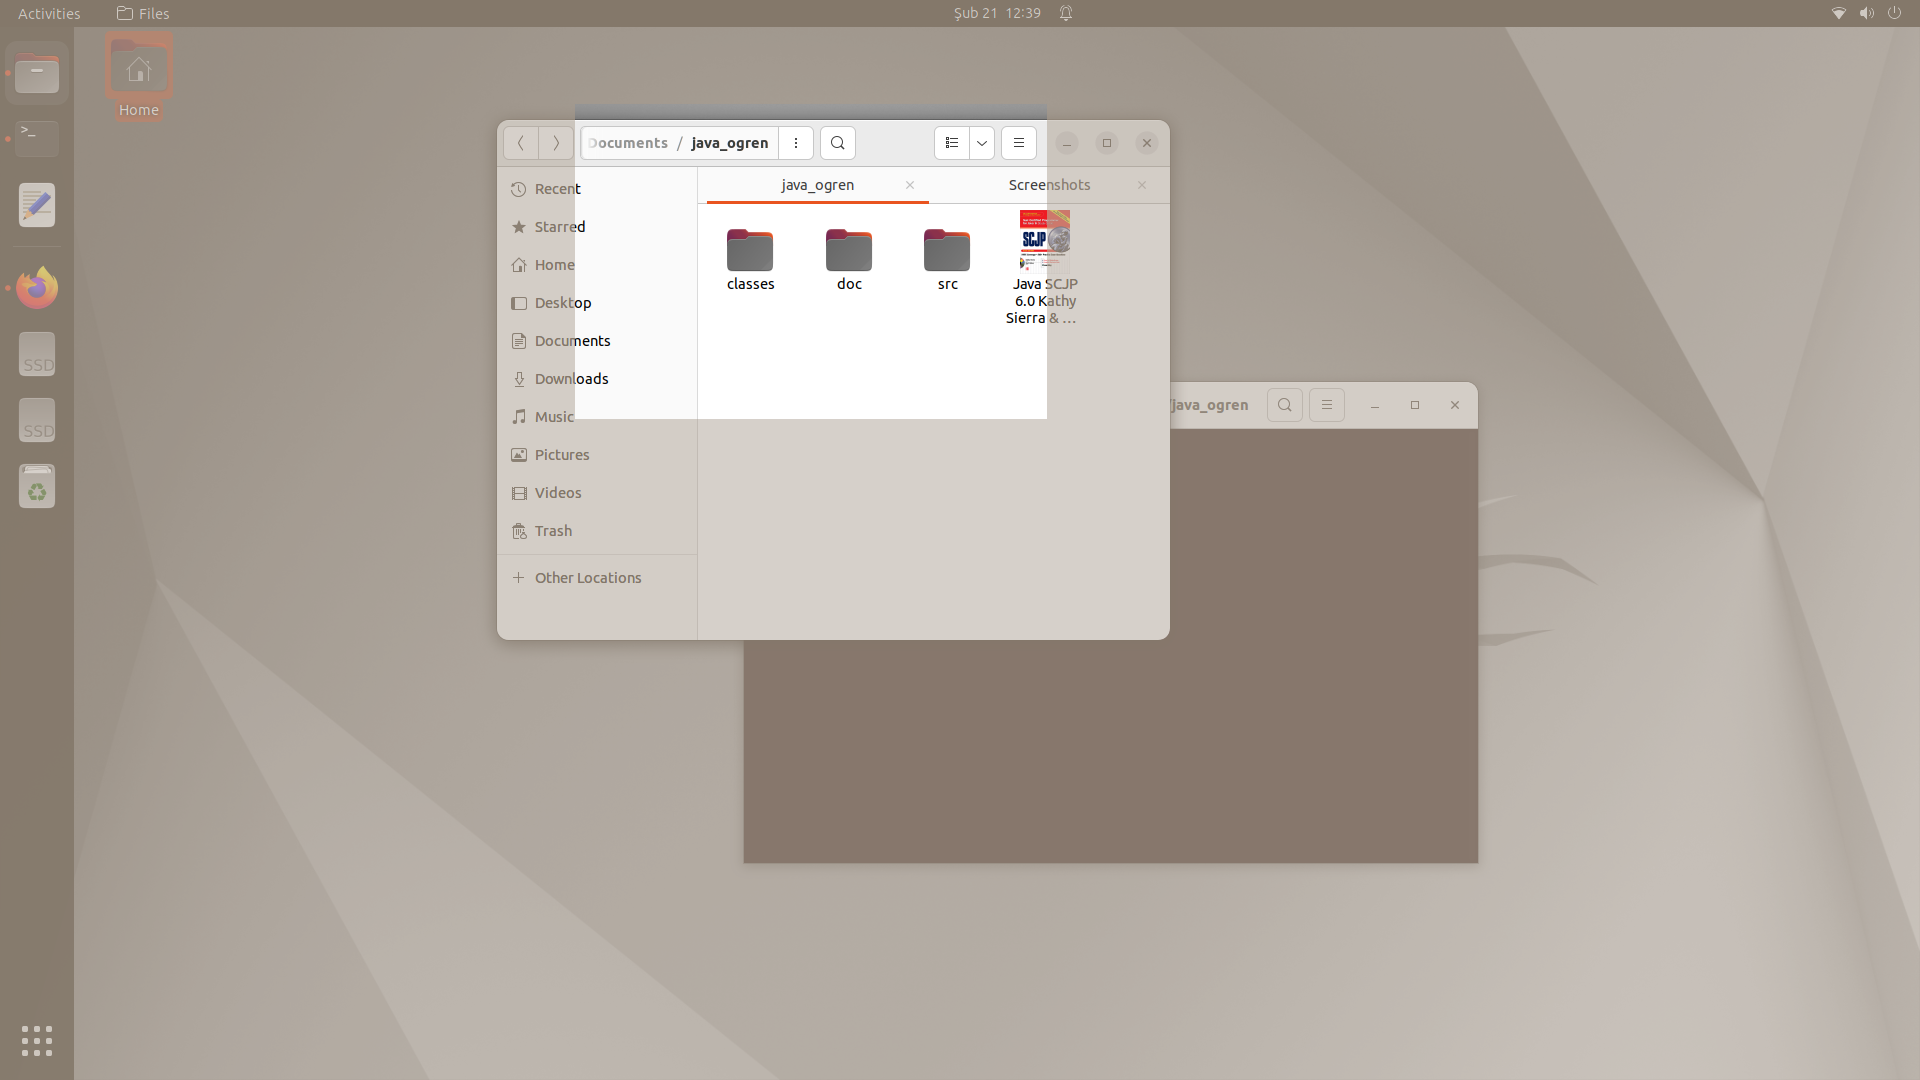 Activities
Files
Şub 21 12:39
Home
>_
SSD
SSD
Documents / java_ogren
Recent
Starred
Home
Desktop
Documents
Downloads
Music
Pictures
Videos
Trash
Other Locations
java_ogren
Screenshots
classes
doc
src
SCJP
Java SCJP
6.0 Kathy
Sierra & ...
/java_ogren